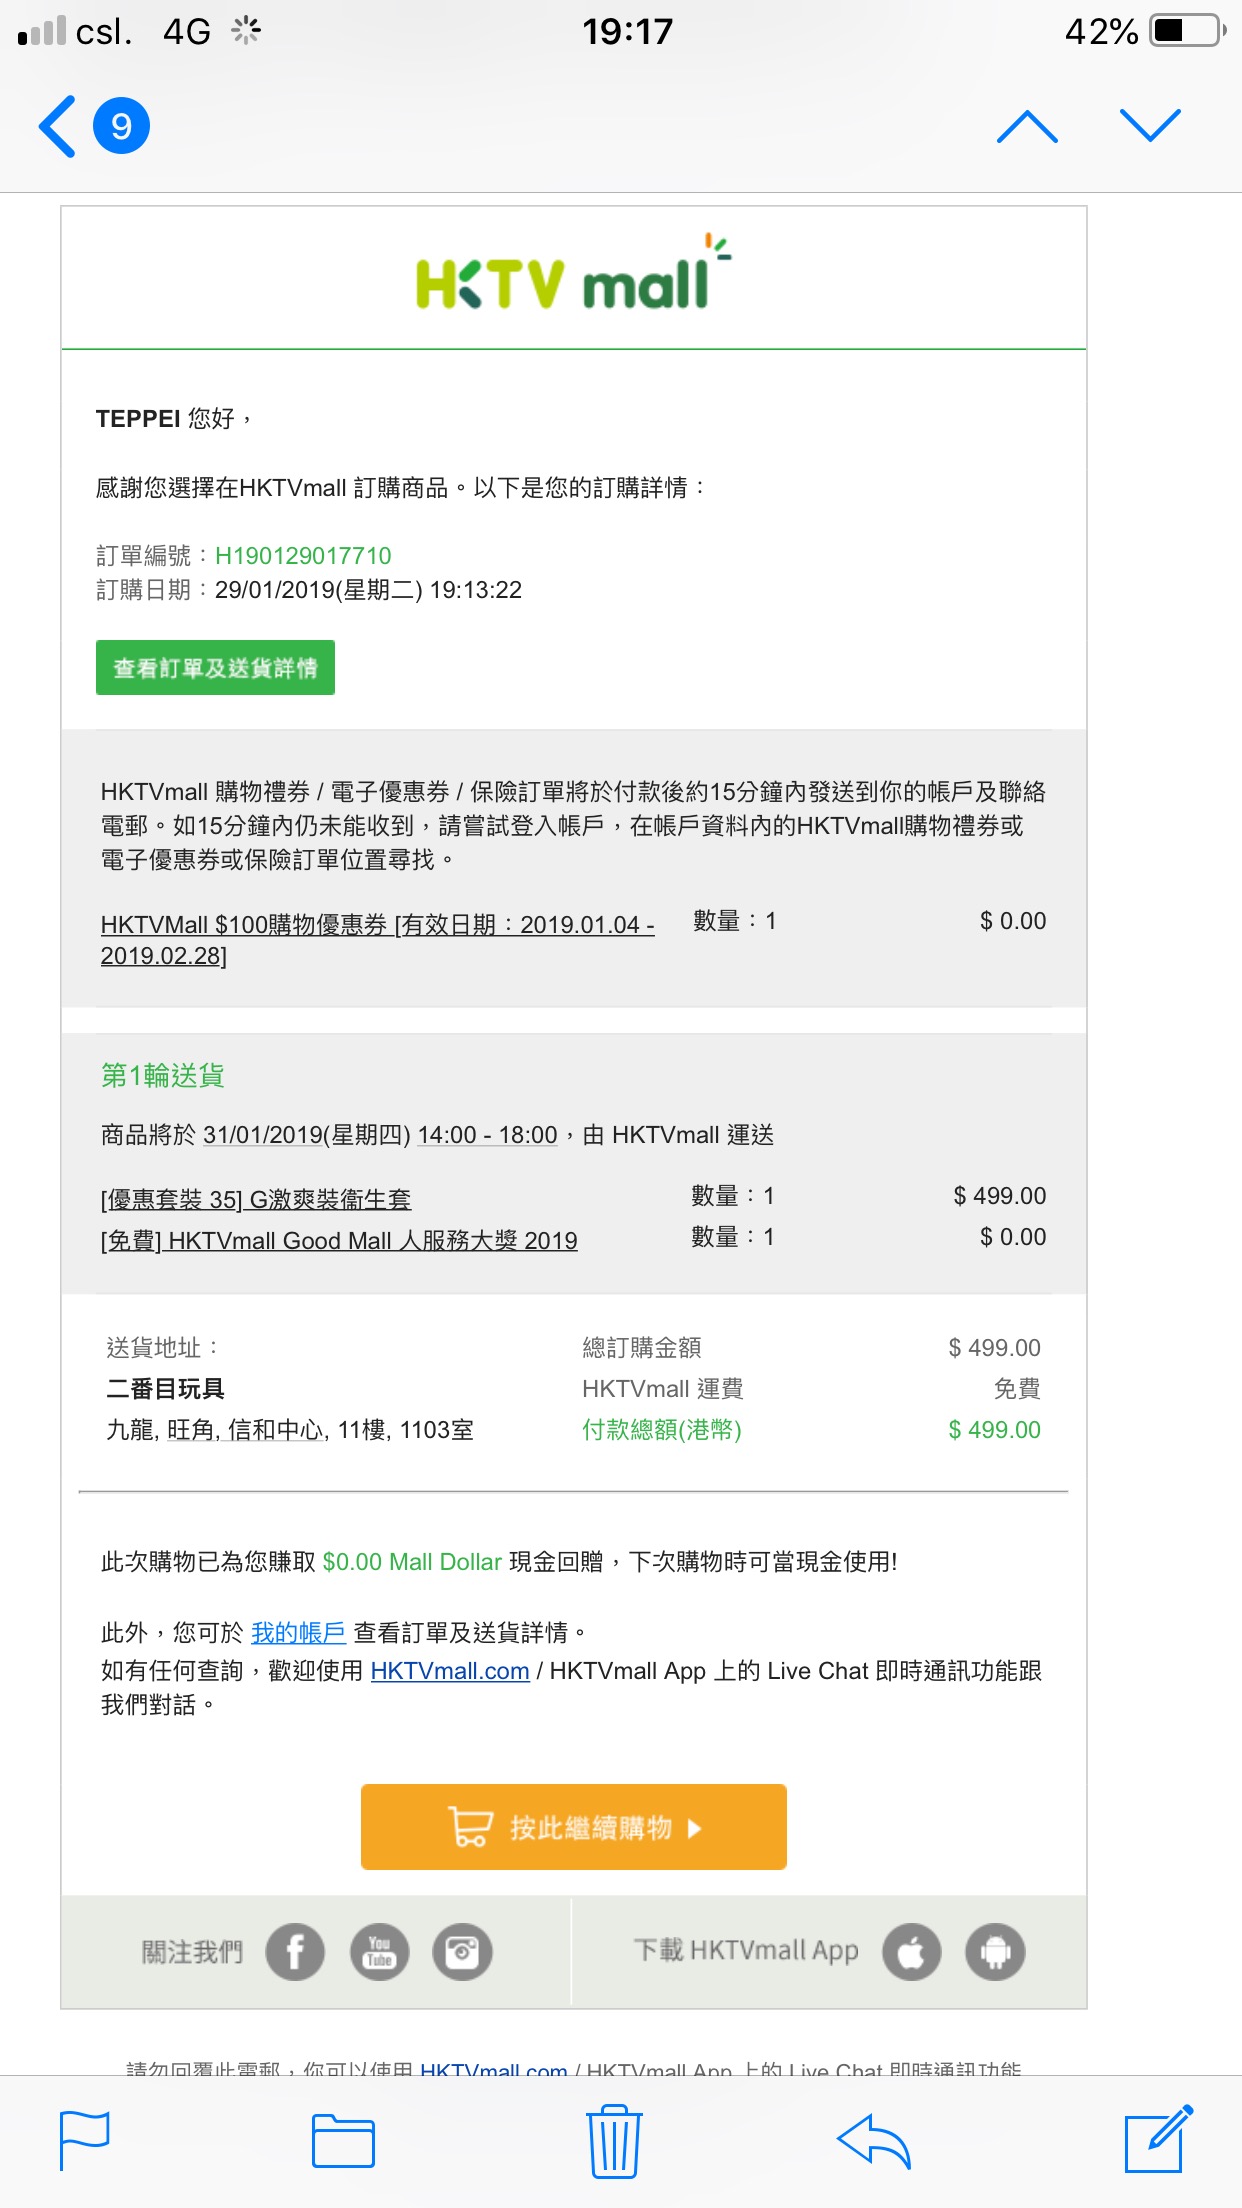 csl. 4G 19:17 42%
9
HKTV mall
TEPPEI 您好，
感謝您選擇在HKTVmall 訂購商品。以下是您的訂購詳情：
訂單編號：H190129017710
訂購日期：29/01/2019(星期二) 19:13:22
查看訂單及送貨詳情
HKTVmall 購物禮券 / 電子優惠券 / 保險訂單將於付款後約15分鐘內發送到你的帳戶及聯絡
電郵。如15分鐘內仍未能收到，請嘗試登入帳戶，在帳戶資料內的HKTVmall購物禮券或
電子優惠券或保險訂單位置尋找。
HKTVMall $100購物優惠券 [有效日期：2019.01.04 - 數量：1 $ 0.00
2019.02.28]
第1輪送貨
商品將於 31/01/2019(星期四) 14:00 - 18:00，由 HKTVmall 運送
[優惠套裝 35] G激爽裝衞生套 數量：1 $ 499.00
[免費] HKTVmall Good Mall 人服務大獎 2019 數量：1 $ 0.00
送貨地址： 總訂購金額 $ 499.00
二番目玩具 HKTVmall 運費 免費
九龍, 旺角, 信和中心, 11樓, 1103室 付款總額(港幣) $ 499.00
此次購物已為您賺取 $0.00 Mall Dollar 現金回贈，下次購物時可當現金使用!
此外，您可於 我的帳戶 查看訂單及送貨詳情。
如有任何查詢，歡迎使用 HKTVmall.com / HKTVmall App 上的 Live Chat 即時通訊功能跟
我們對話。
按此繼續購物
關注我們 You Tube 下載 HKTVmall App
請勿回覆此電郵，你可以使用 HKTVmall.com / HKTVmall App 上的 Live Chat 即時通訊功能